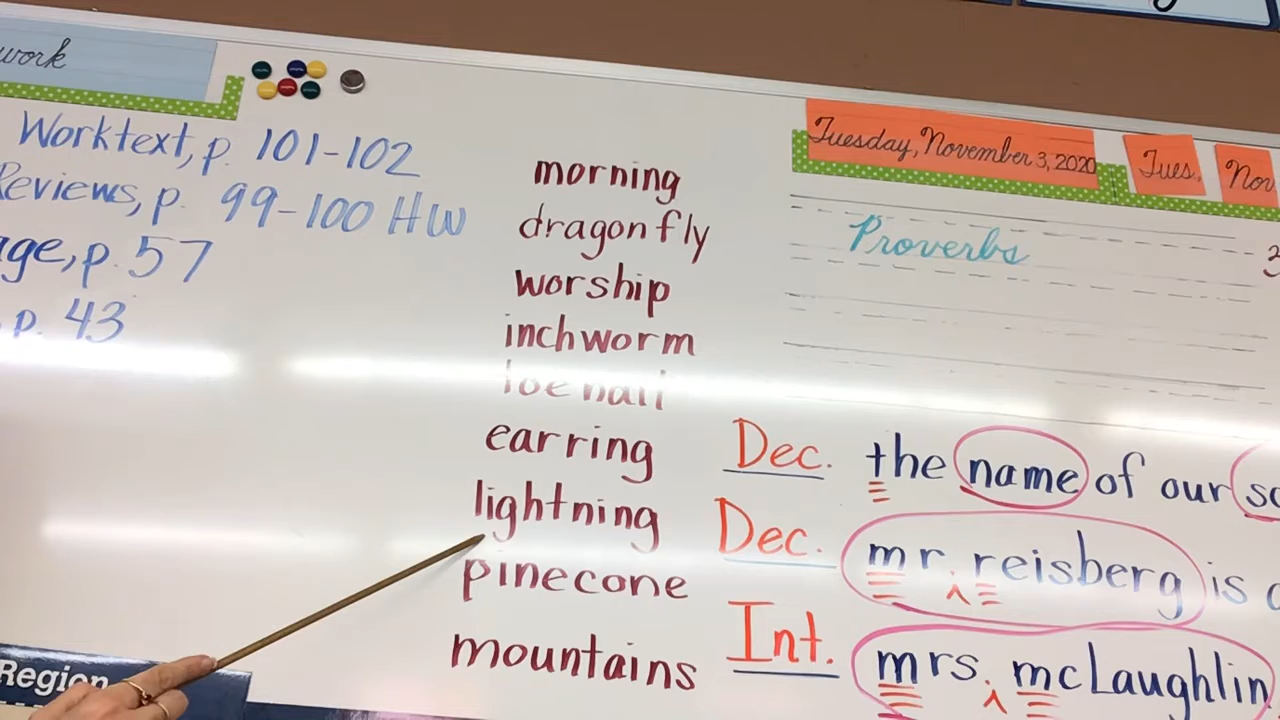 work
Worktext, p. 101-102
Reviews, p. 99-100 HW
p. 57
p. 43
morning
dragonfly
worship
inchworm
toenail
earring
lightning
pinecone
mountains
Tuesday, November 3, 2020
Tues.
Nov
Proverbs
3
Dec. the name of our
Dec. mr. reisberg is
Int. mrs. mcLaughlin
Region